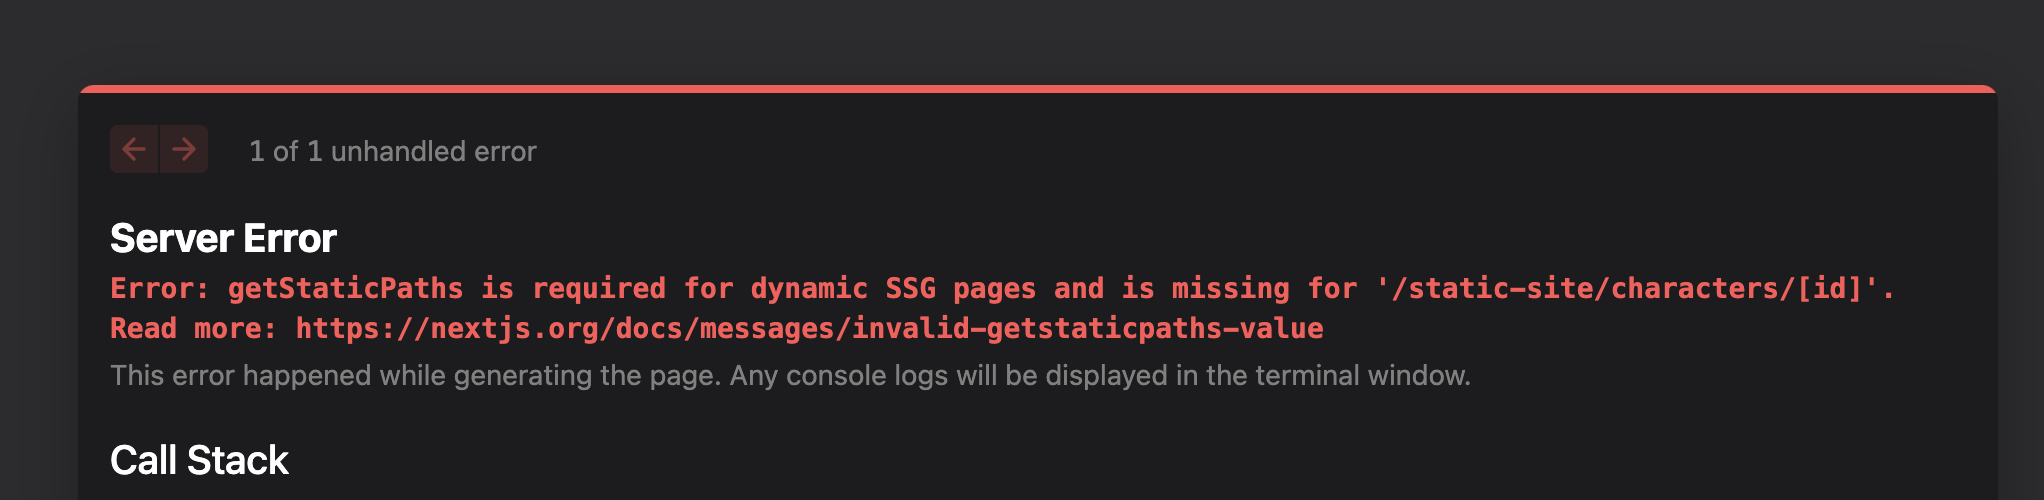 1 of 1 unhandled error
Server Error
Error: getStaticPaths is required for dynamic SSG pages and is missing for '/static-site/characters/[id]'.
Read more: https://nextjs.org/docs/messages/invalid-getstaticpaths-value
This error happened while generating the page. Any console logs will be displayed in the terminal window.
Call Stack